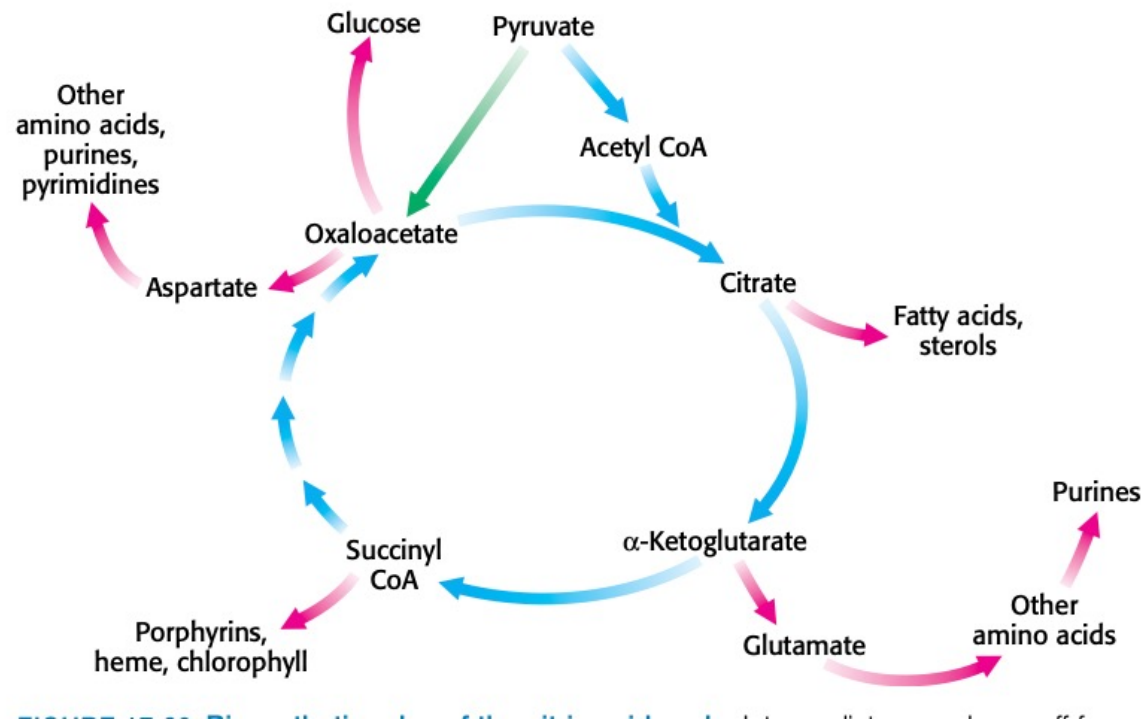 Glucose
Pyruvate
Other
amino acids,
purines,
pyrimidines
Acetyl CoA
Oxaloacetate
Aspartate
Citrate
Fatty acids,
sterols
Purines
α-Ketoglutarate
Succinyl
CoA
Other
amino acids
Porphyrins,
heme, chlorophyll
Glutamate